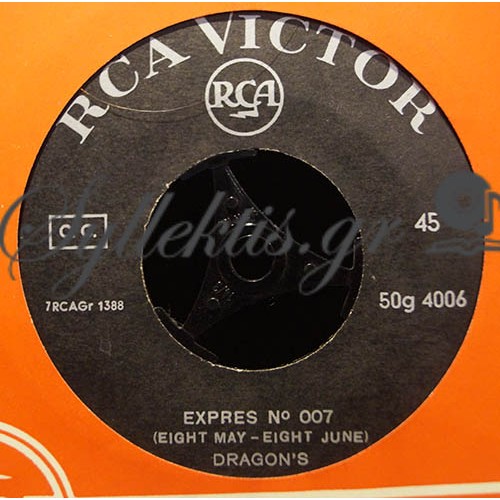 RCA VICTOR
RCA
Syllektis.gr
45
7RCAGr 1388
50g 4006
EXPRES Nº 007
(EIGHT MAY – EIGHT JUNE)
DRAGON'S